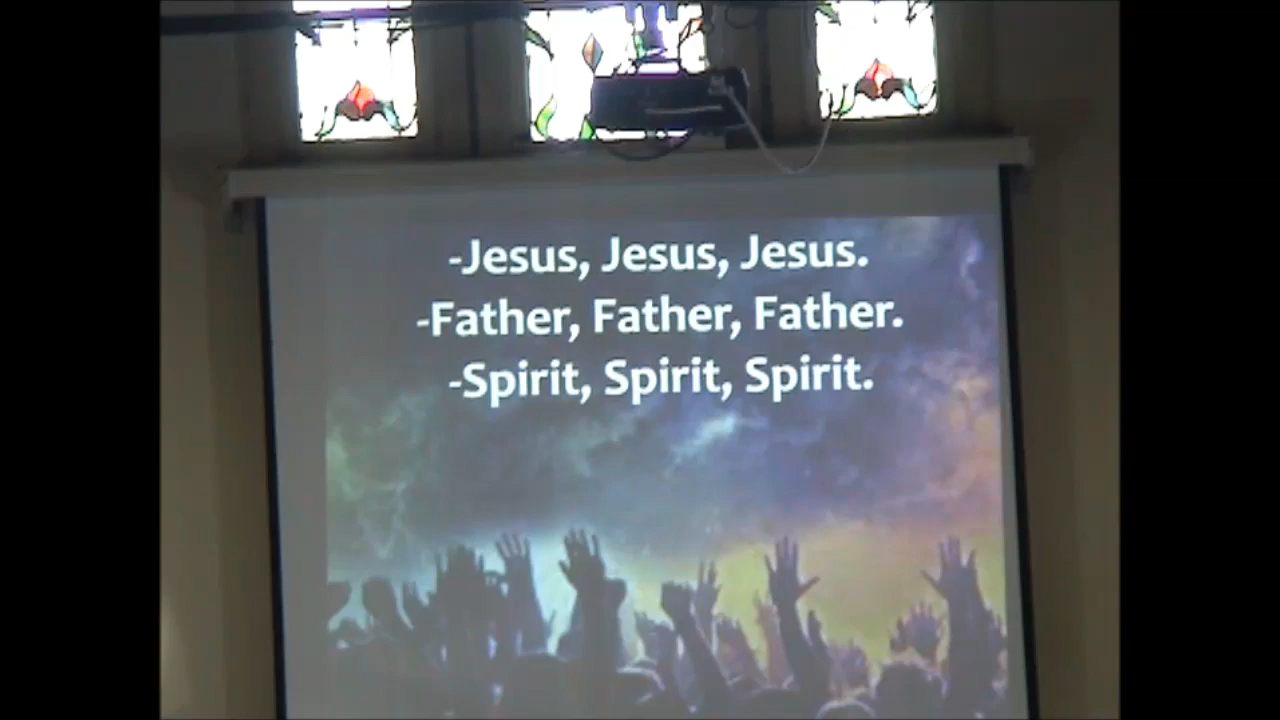 -Jesus, Jesus, Jesus.
-Father, Father, Father.
-Spirit, Spirit, Spirit.